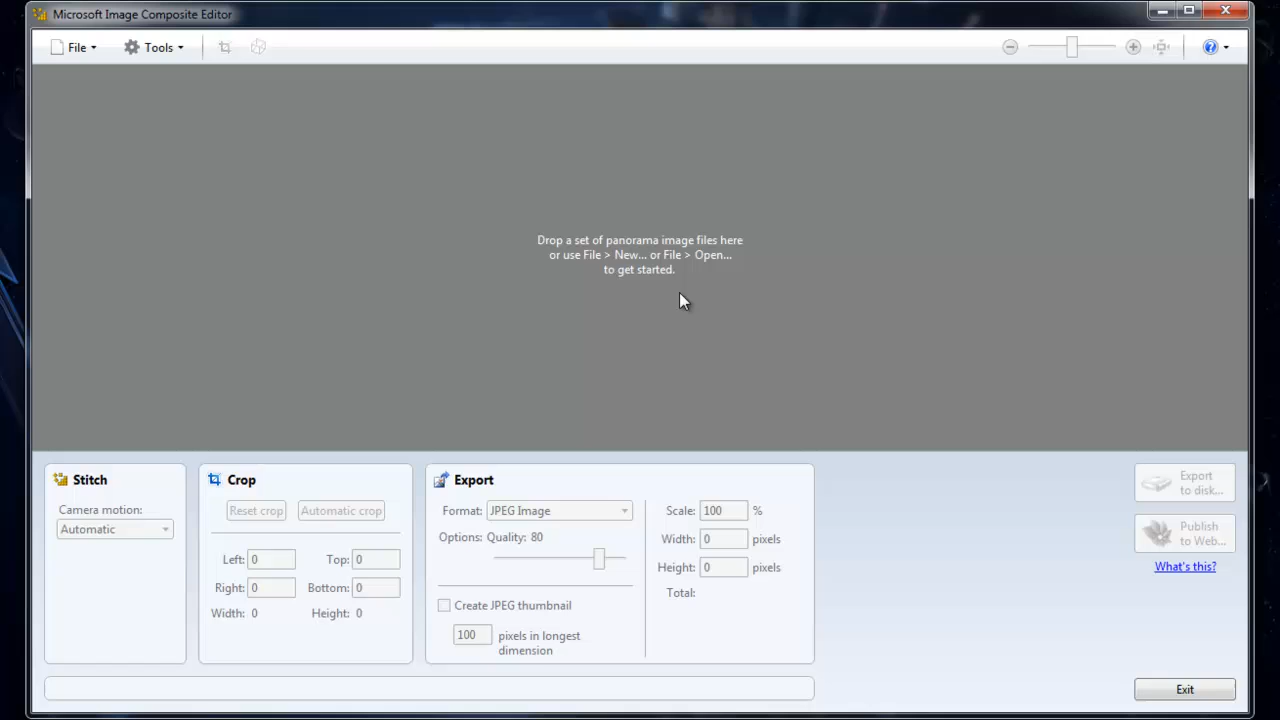 Microsoft Image Composite Editor
File Tools
Drop a set of panorama image files here
or use File > New... or File > Open...
to get started.
Stitch
Camera motion:
Automatic
Crop
Reset crop Automatic crop
Left: 0 Top: 0
Right: 0 Bottom: 0
Width: 0 Height: 0
Export
Format: JPEG Image
Options: Quality: 80
Create JPEG thumbnail
100 pixels in longest
dimension
Scale: 100 %
Width: 0 pixels
Height: 0 pixels
Total:
Export
to disk...
Publish
to Web...
What's this?
Exit